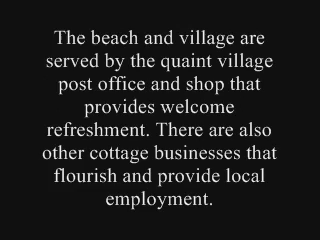 The beach and village are
served by the quaint village
post office and shop that
provides welcome
refreshment. There are also
other cottage businesses that
flourish and provide local
employment.